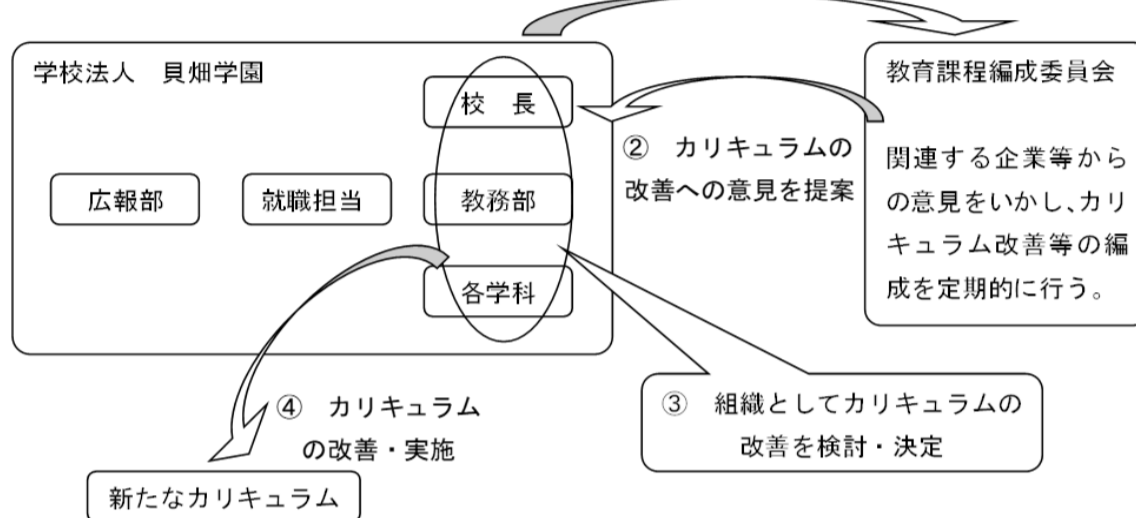 学校法人　貝畑学園
校　長
広報部
就職担当
教務部
各学科
教育課程編成委員会
関連する企業等から
の意見をいかし、カリ
キュラム改善等の編
成を定期的に行う。
②　カリキュラムの
改善への意見を提案
③　組織としてカリキュラムの
改善を検討・決定
④　カリキュラム
の改善・実施
新たなカリキュラム